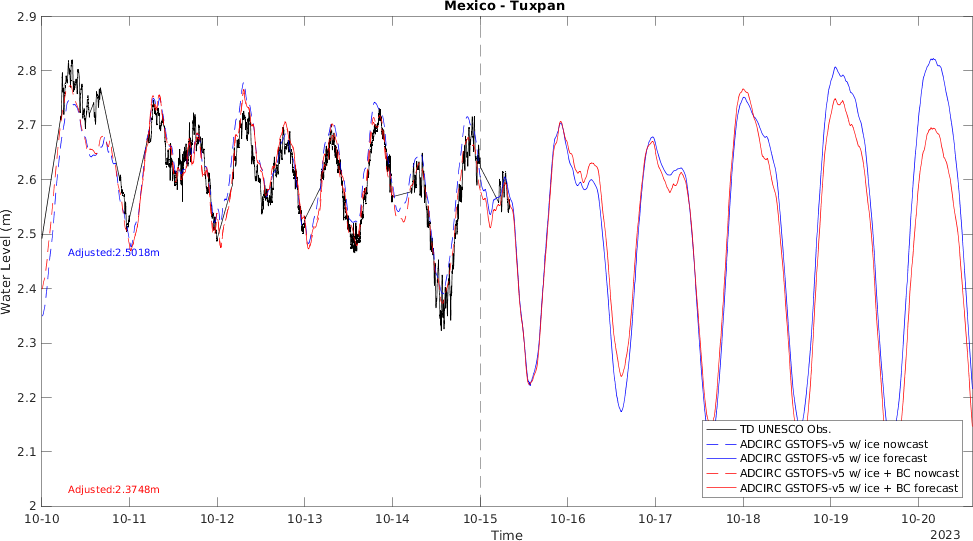 Mexico - Tuxpan
2.9
2.8
2.7
2.6
2.5
2.4
2.3
2.2
2.1
2
Water Level (m)
Adjusted:2.5018m
Adjusted:2.3748m
TD UNESCO Obs.
ADCIRC GSTOFS-v5 w/ ice nowcast
ADCIRC GSTOFS-v5 w/ ice forecast
ADCIRC GSTOFS-v5 w/ ice + BC nowcast
ADCIRC GSTOFS-v5 w/ ice + BC forecast
10-10 10-11 10-12 10-13 10-14 10-15 10-16 10-17 10-18 10-19 10-20
Time
2023